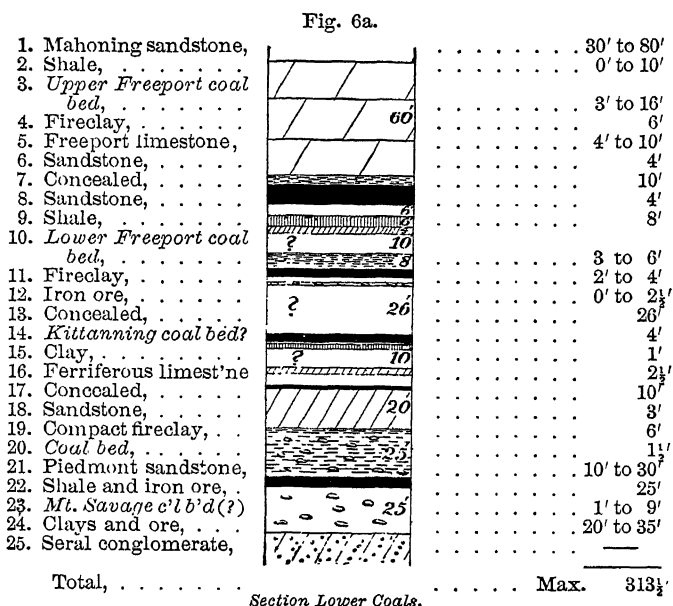 Fig. 6a.
1. Mahoning sandstone, 30' to 80'
2. Shale, . . . . . . 0' to 10'
3. Upper Freeport coal
bed, . . . . . . . 3' to 16'
4. Fireclay, . . . . . 6'
5. Freeport limestone, 4' to 10'
6. Sandstone, . . . . 4'
7. Concealed, . . . . 10'
8. Sandstone, . . . . 4'
9. Shale, . . . . . . 8'
10. Lower Freeport coal
bed, . . . . . . . 3 to 6'
11. Fireclay, . . . . . 2' to 4'
12. Iron ore, . . . . . 0' to 2½'
13. Concealed, . . . . 26'
14. Kittanning coal bed? 4'
15. Clay, . . . . . . . 1'
16. Ferriferous limest'ne 2½'
17. Concealed, . . . . 10'
18. Sandstone, . . . . 3'
19. Compact fireclay, . . 6'
20. Coal bed, . . . . . 1½'
21. Piedmont sandstone, 10' to 30'
22. Shale and iron ore, . 25'
23. Mt. Savage c'l b'd (?) 1' to 9'
24. Clays and ore, . . . 20' to 35'
25. Seral conglomerate, —
Total, . . . . . . . Max. 313½'
60'
6'
6'
4
? 10
8
? 26'
? 10
20'
25'
25'
Section Lower Coals.